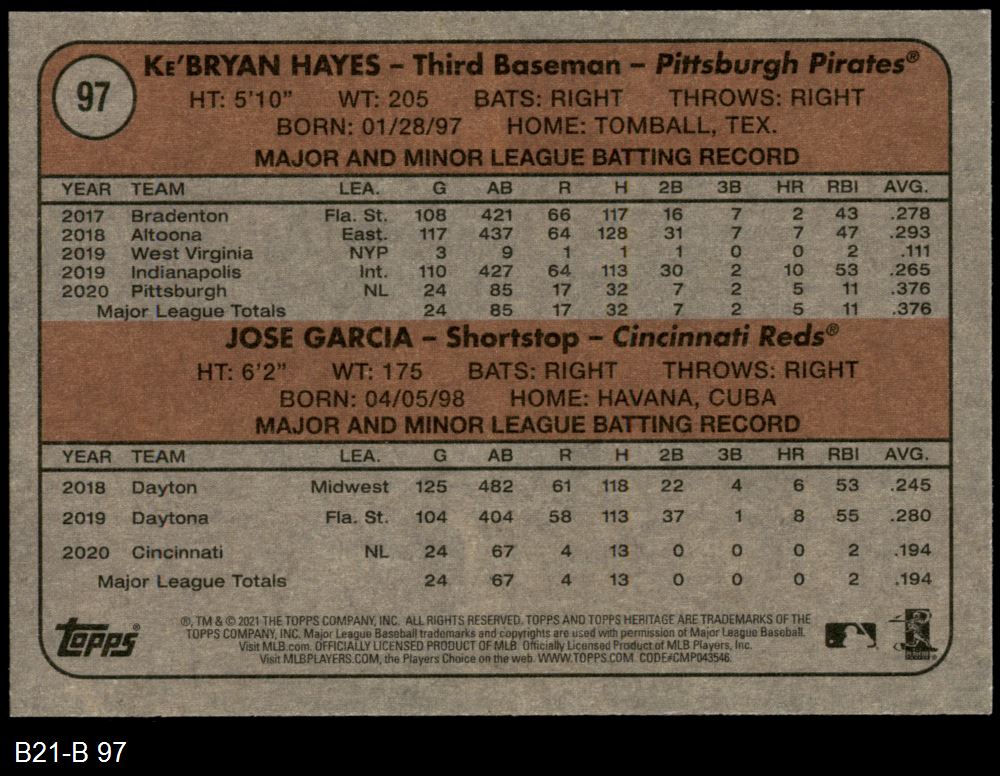 97
KE'BRYAN HAYES – Third Baseman – Pittsburgh Pirates®
HT: 5'10" WT: 205 BATS: RIGHT THROWS: RIGHT
BORN: 01/28/97 HOME: TOMBALL, TEX.
MAJOR AND MINOR LEAGUE BATTING RECORD
YEAR TEAM LEA. G AB R H 2B 3B HR RBI AVG.
2017 Bradenton Fla. St. 108 421 66 117 16 7 2 43 .278
2018 Altoona East. 117 437 64 128 31 7 7 47 .293
2019 West Virginia NYP 3 9 1 1 1 0 0 2 .111
2019 Indianapolis Int. 110 427 64 113 30 2 10 53 .265
2020 Pittsburgh NL 24 85 17 32 7 2 5 11 .376
Major League Totals 24 85 17 32 7 2 5 11 .376
JOSE GARCIA – Shortstop – Cincinnati Reds®
HT: 6'2" WT: 175 BATS: RIGHT THROWS: RIGHT
BORN: 04/05/98 HOME: HAVANA, CUBA
MAJOR AND MINOR LEAGUE BATTING RECORD
YEAR TEAM LEA. G AB R H 2B 3B HR RBI AVG.
2018 Dayton Midwest 125 482 61 118 22 4 6 53 .245
2019 Daytona Fla. St. 104 404 58 113 37 1 8 55 .280
2020 Cincinnati NL 24 67 4 13 0 0 0 2 .194
Major League Totals 24 67 4 13 0 0 0 2 .194
Topps®
®, TM & © 2021 THE TOPPS COMPANY, INC. ALL RIGHTS RESERVED. TOPPS AND TOPPS HERITAGE ARE TRADEMARKS OF THE
TOPPS COMPANY, INC. Major League Baseball trademarks and copyrights are used with permission of Major League Baseball.
Visit MLB.com. OFFICIALLY LICENSED PRODUCT OF MLB Officially Licensed Product of MLB Players, Inc.
Visit MLBPLAYERS.COM, the Players Choice on the web. WWW.TOPPS.COM CODE#CMP043546
B21-B 97